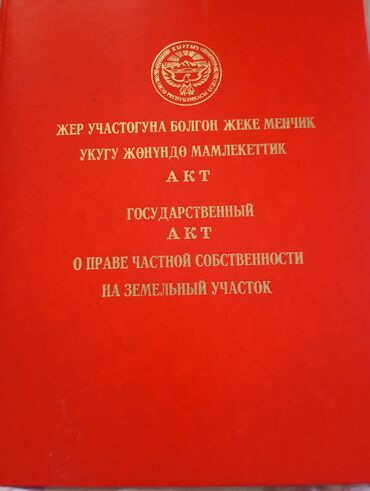 ЖЕР УЧАСТОГУНА БОЛГОН ЖЕКЕ МЕНЧИК
УКУГУ ЖӨНҮНДӨ МАМЛЕКЕТТИК
АКТ
ГОСУДАРСТВЕННЫЙ
АКТ
О ПРАВЕ ЧАСТНОЙ СОБСТВЕННОСТИ
НА ЗЕМЕЛЬНЫЙ УЧАСТОК